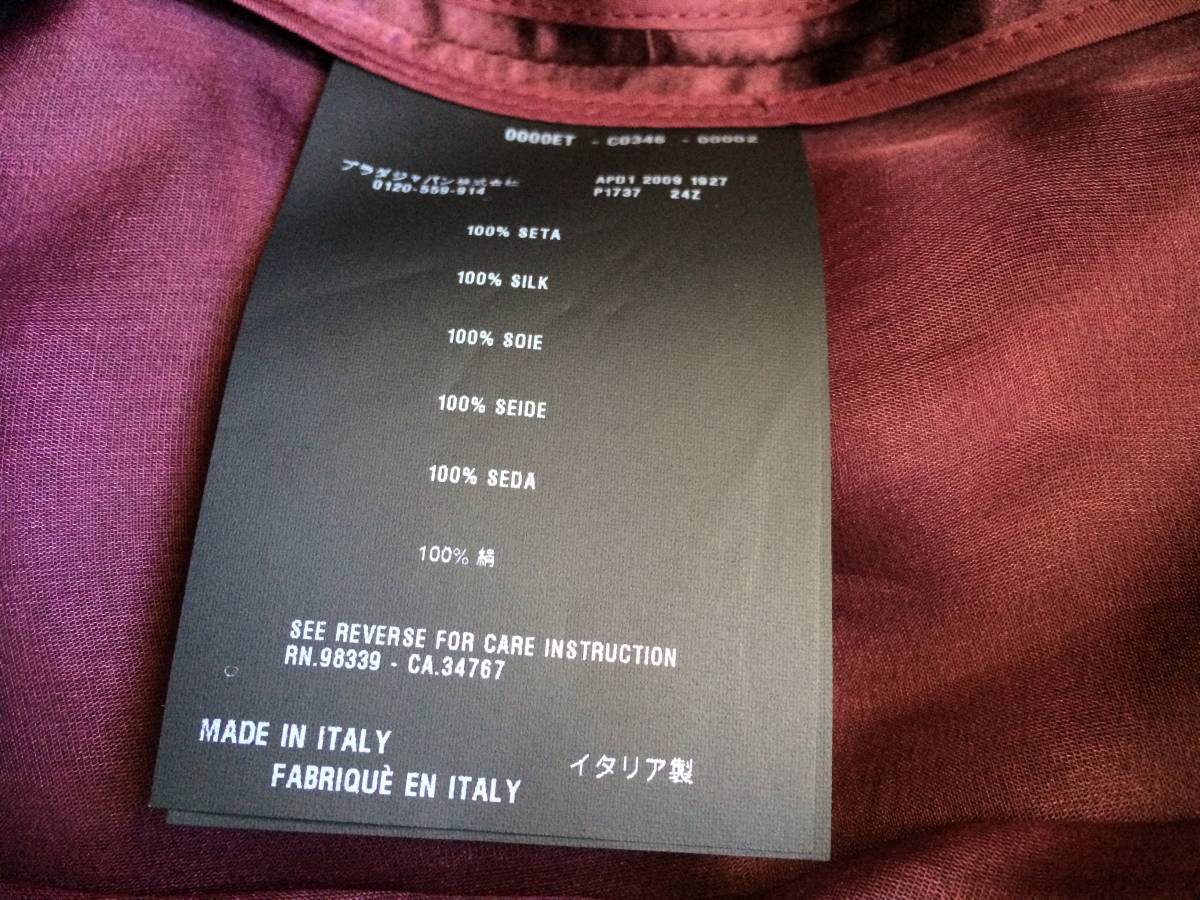 0000ET - C0346 - 00002
プラダジャパン株式会社
0120-559-914
APD1 2009 1927
P1737 24Z
100% SETA
100% SILK
100% SOIE
100% SEIDE
100% SEDA
100% 絹
SEE REVERSE FOR CARE INSTRUCTION
RN.98339 - CA.34767
MADE IN ITALY
FABRIQUÈ EN ITALY
イタリア製